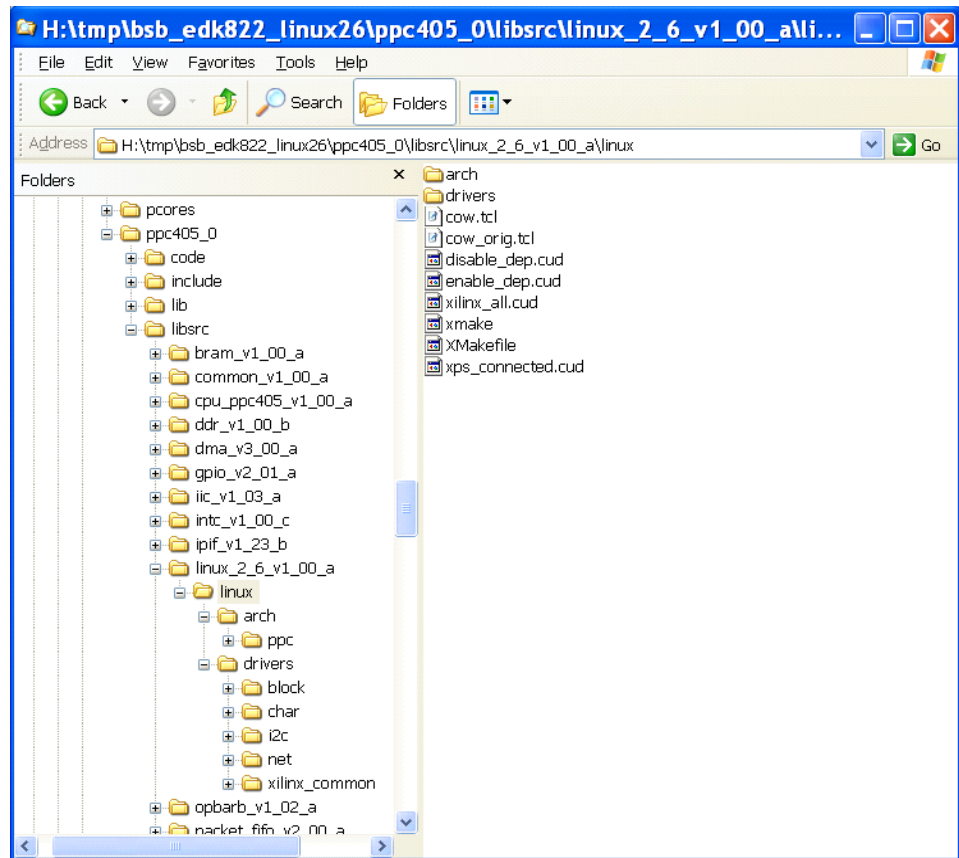 H:\tmp\bsb_edk822_linux26\ppc405_0\libsrc\linux_2_6_v1_00_a\li...
File Edit View Favorites Tools Help
Back Search Folders
Address H:\tmp\bsb_edk822_linux26\ppc405_0\libsrc\linux_2_6_v1_00_a\linux Go
Folders
pcores
ppc405_0
code
include
lib
libsrc
bram_v1_00_a
common_v1_00_a
cpu_ppc405_v1_00_a
ddr_v1_00_b
dma_v3_00_a
gpio_v2_01_a
iic_v1_03_a
intc_v1_00_c
ipif_v1_23_b
linux_2_6_v1_00_a
linux
arch
ppc
drivers
block
char
i2c
net
xilinx_common
opbarb_v1_02_a
packet_fifo_v2_00_a
arch
drivers
cow.tcl
cow_orig.tcl
disable_dep.cud
enable_dep.cud
xilinx_all.cud
xmake
XMakefile
xps_connected.cud